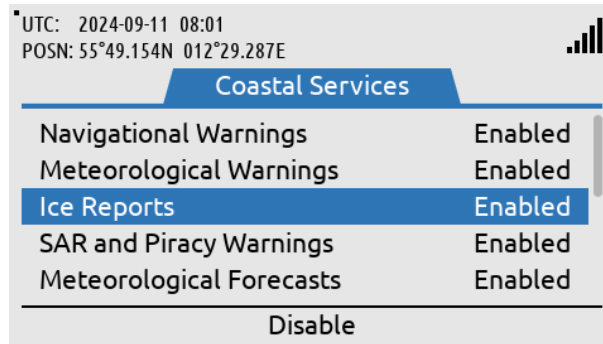 UTC: 2024-09-11 08:01
POSN: 55°49.154N 012°29.287E
Coastal Services
Navigational Warnings Enabled
Meteorological Warnings Enabled
Ice Reports Enabled
SAR and Piracy Warnings Enabled
Meteorological Forecasts Enabled
Disable